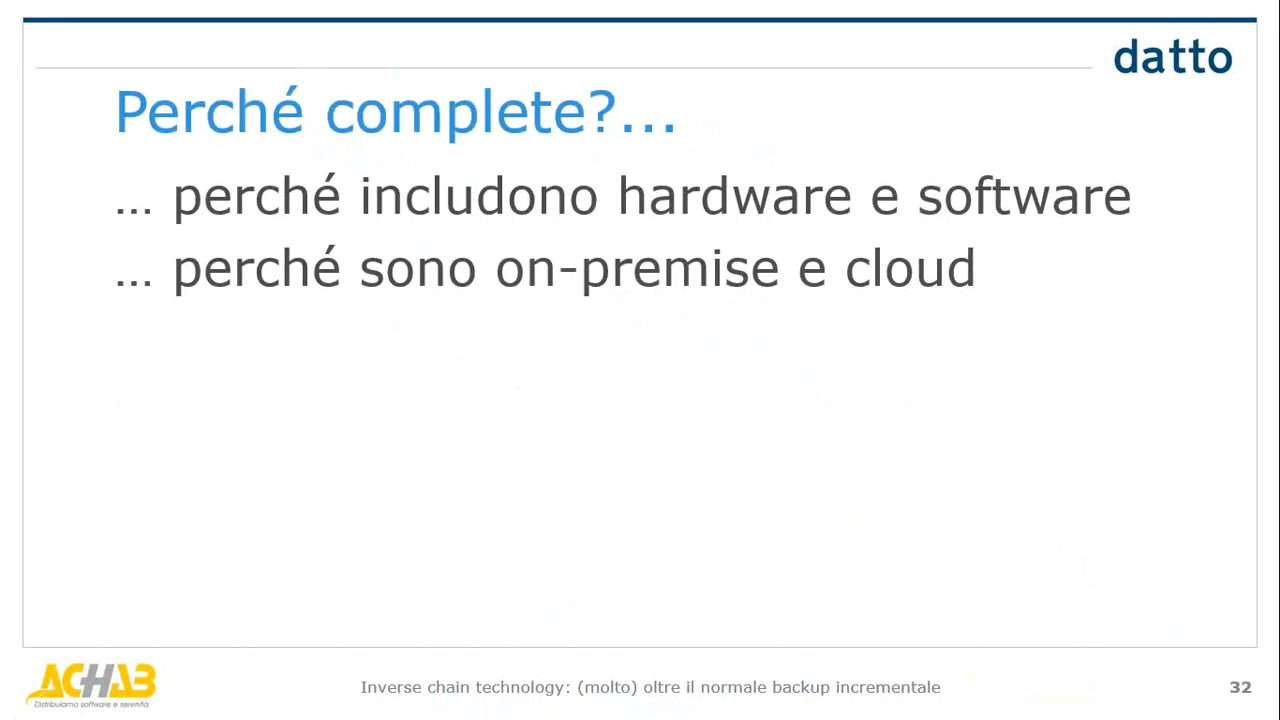 datto
Perché complete?...
... perché includono hardware e software
... perché sono on-premise e cloud
ACHAB
Distribuiamo software e serenità
Inverse chain technology: (molto) oltre il normale backup incrementale
32